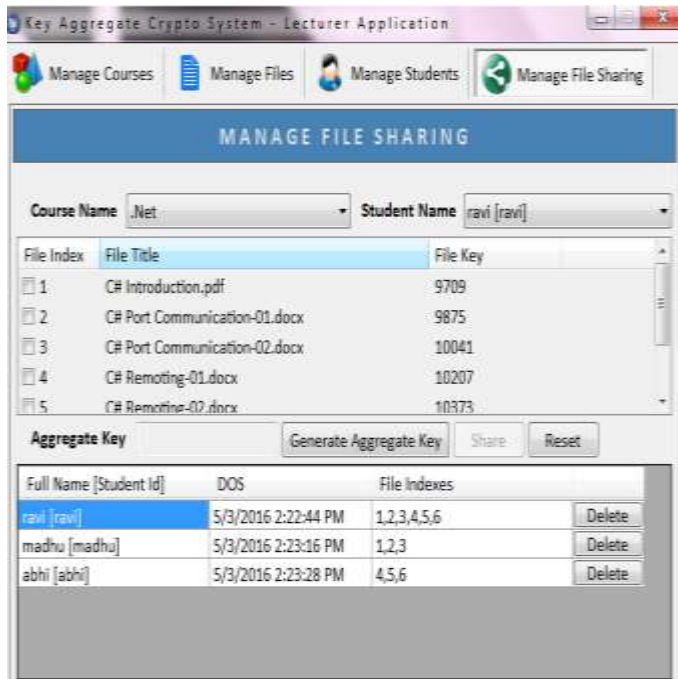 Key Aggregate Crypto System - Lecturer Application
Manage Courses Manage Files Manage Students Manage File Sharing
MANAGE FILE SHARING
Course Name .Net Student Name ravi [ravi]
File Index File Title File Key
1 C# Introduction.pdf 9709
2 C# Port Communication-01.docx 9875
3 C# Port Communication-02.docx 10041
4 C# Remoting-01.docx 10207
5 C# Remoting-02.docx 10373
Aggregate Key Generate Aggregate Key Share Reset
Full Name [Student Id] DOS File Indexes
ravi [ravi] 5/3/2016 2:22:44 PM 1,2,3,4,5,6 Delete
madhu [madhu] 5/3/2016 2:23:16 PM 1,2,3 Delete
abhi [abhi] 5/3/2016 2:23:28 PM 4,5,6 Delete